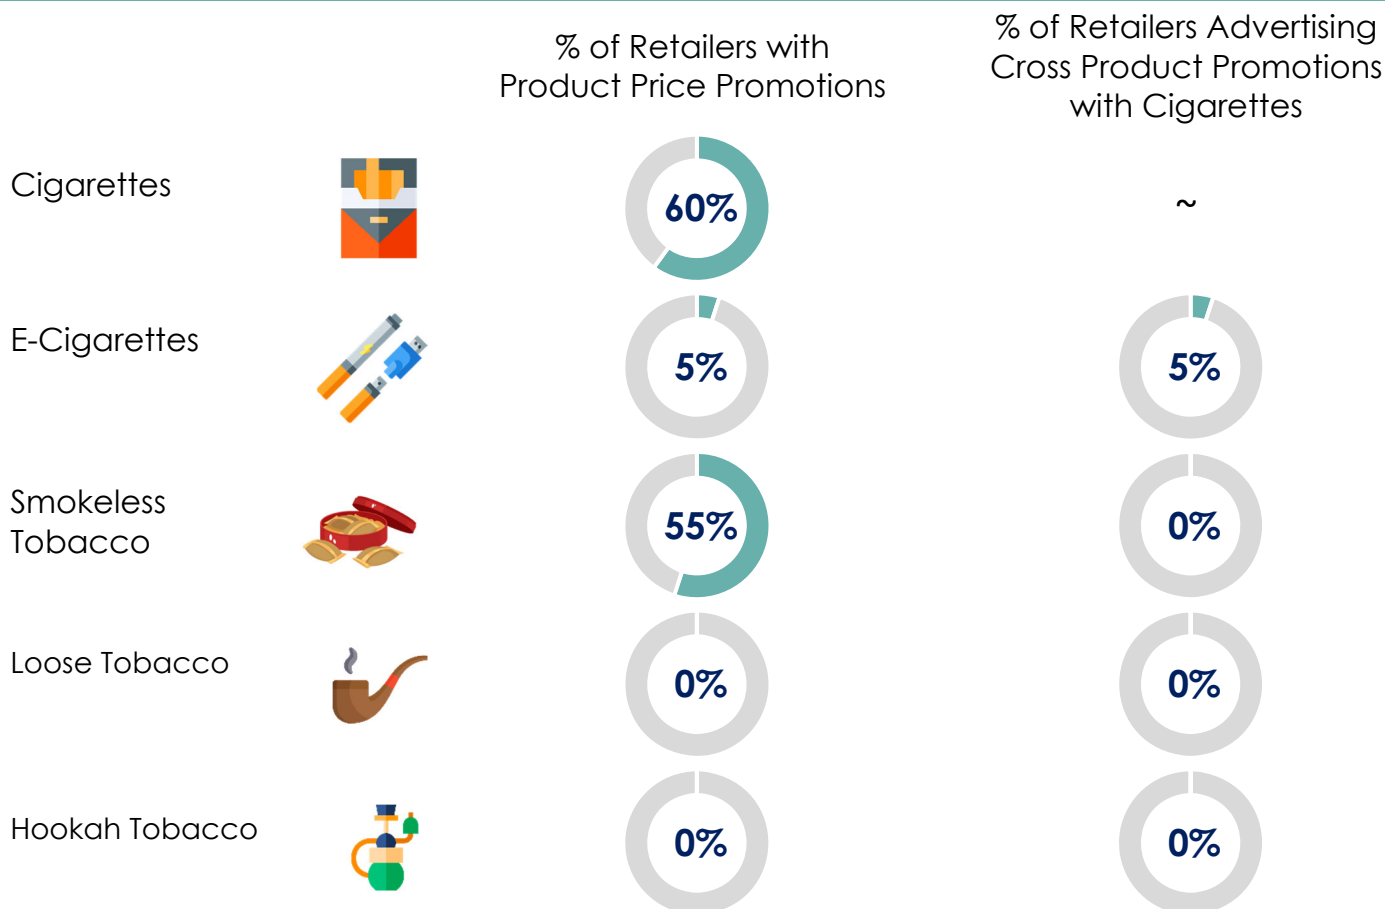 % of Retailers with
Product Price Promotions
% of Retailers Advertising
Cross Product Promotions
with Cigarettes
Cigarettes
60%
~
E-Cigarettes
5%
5%
Smokeless
Tobacco
55%
0%
Loose Tobacco
0%
0%
Hookah Tobacco
0%
0%